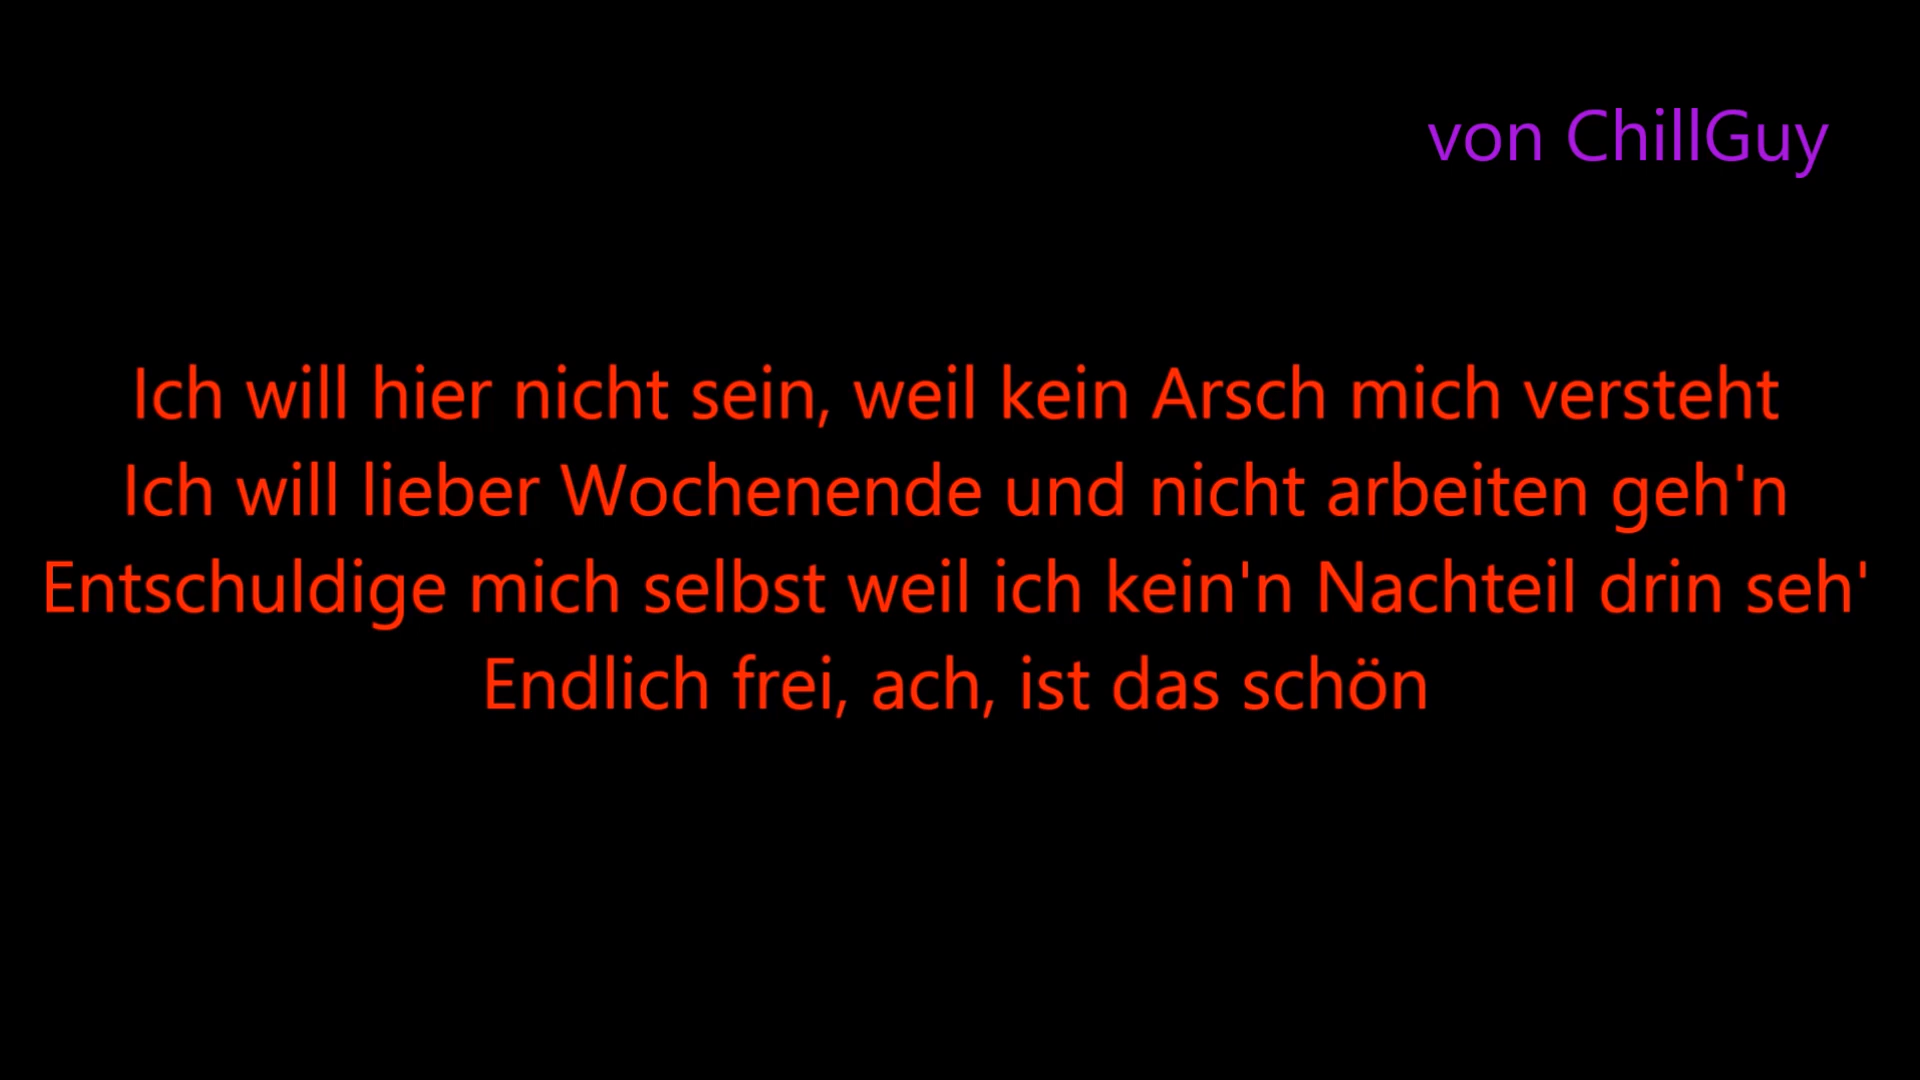 von ChillGuy
Ich will hier nicht sein, weil kein Arsch mich versteht
Ich will lieber Wochenende und nicht arbeiten geh'n
Entschuldige mich selbst weil ich kein'n Nachteil drin seh'
Endlich frei, ach, ist das schön